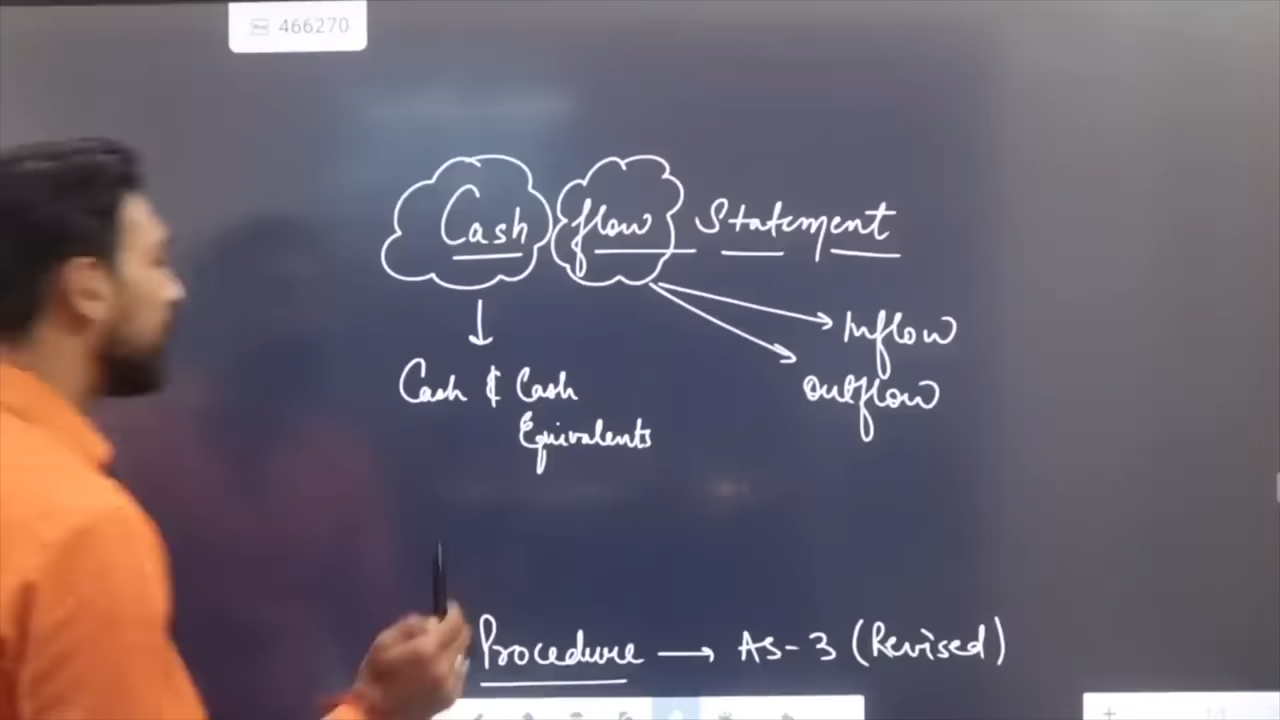 466270
Cash flow Statement
Inflow
Cash & Cash
outflow
Equivalents
Procedure → AS-3 (Revised)